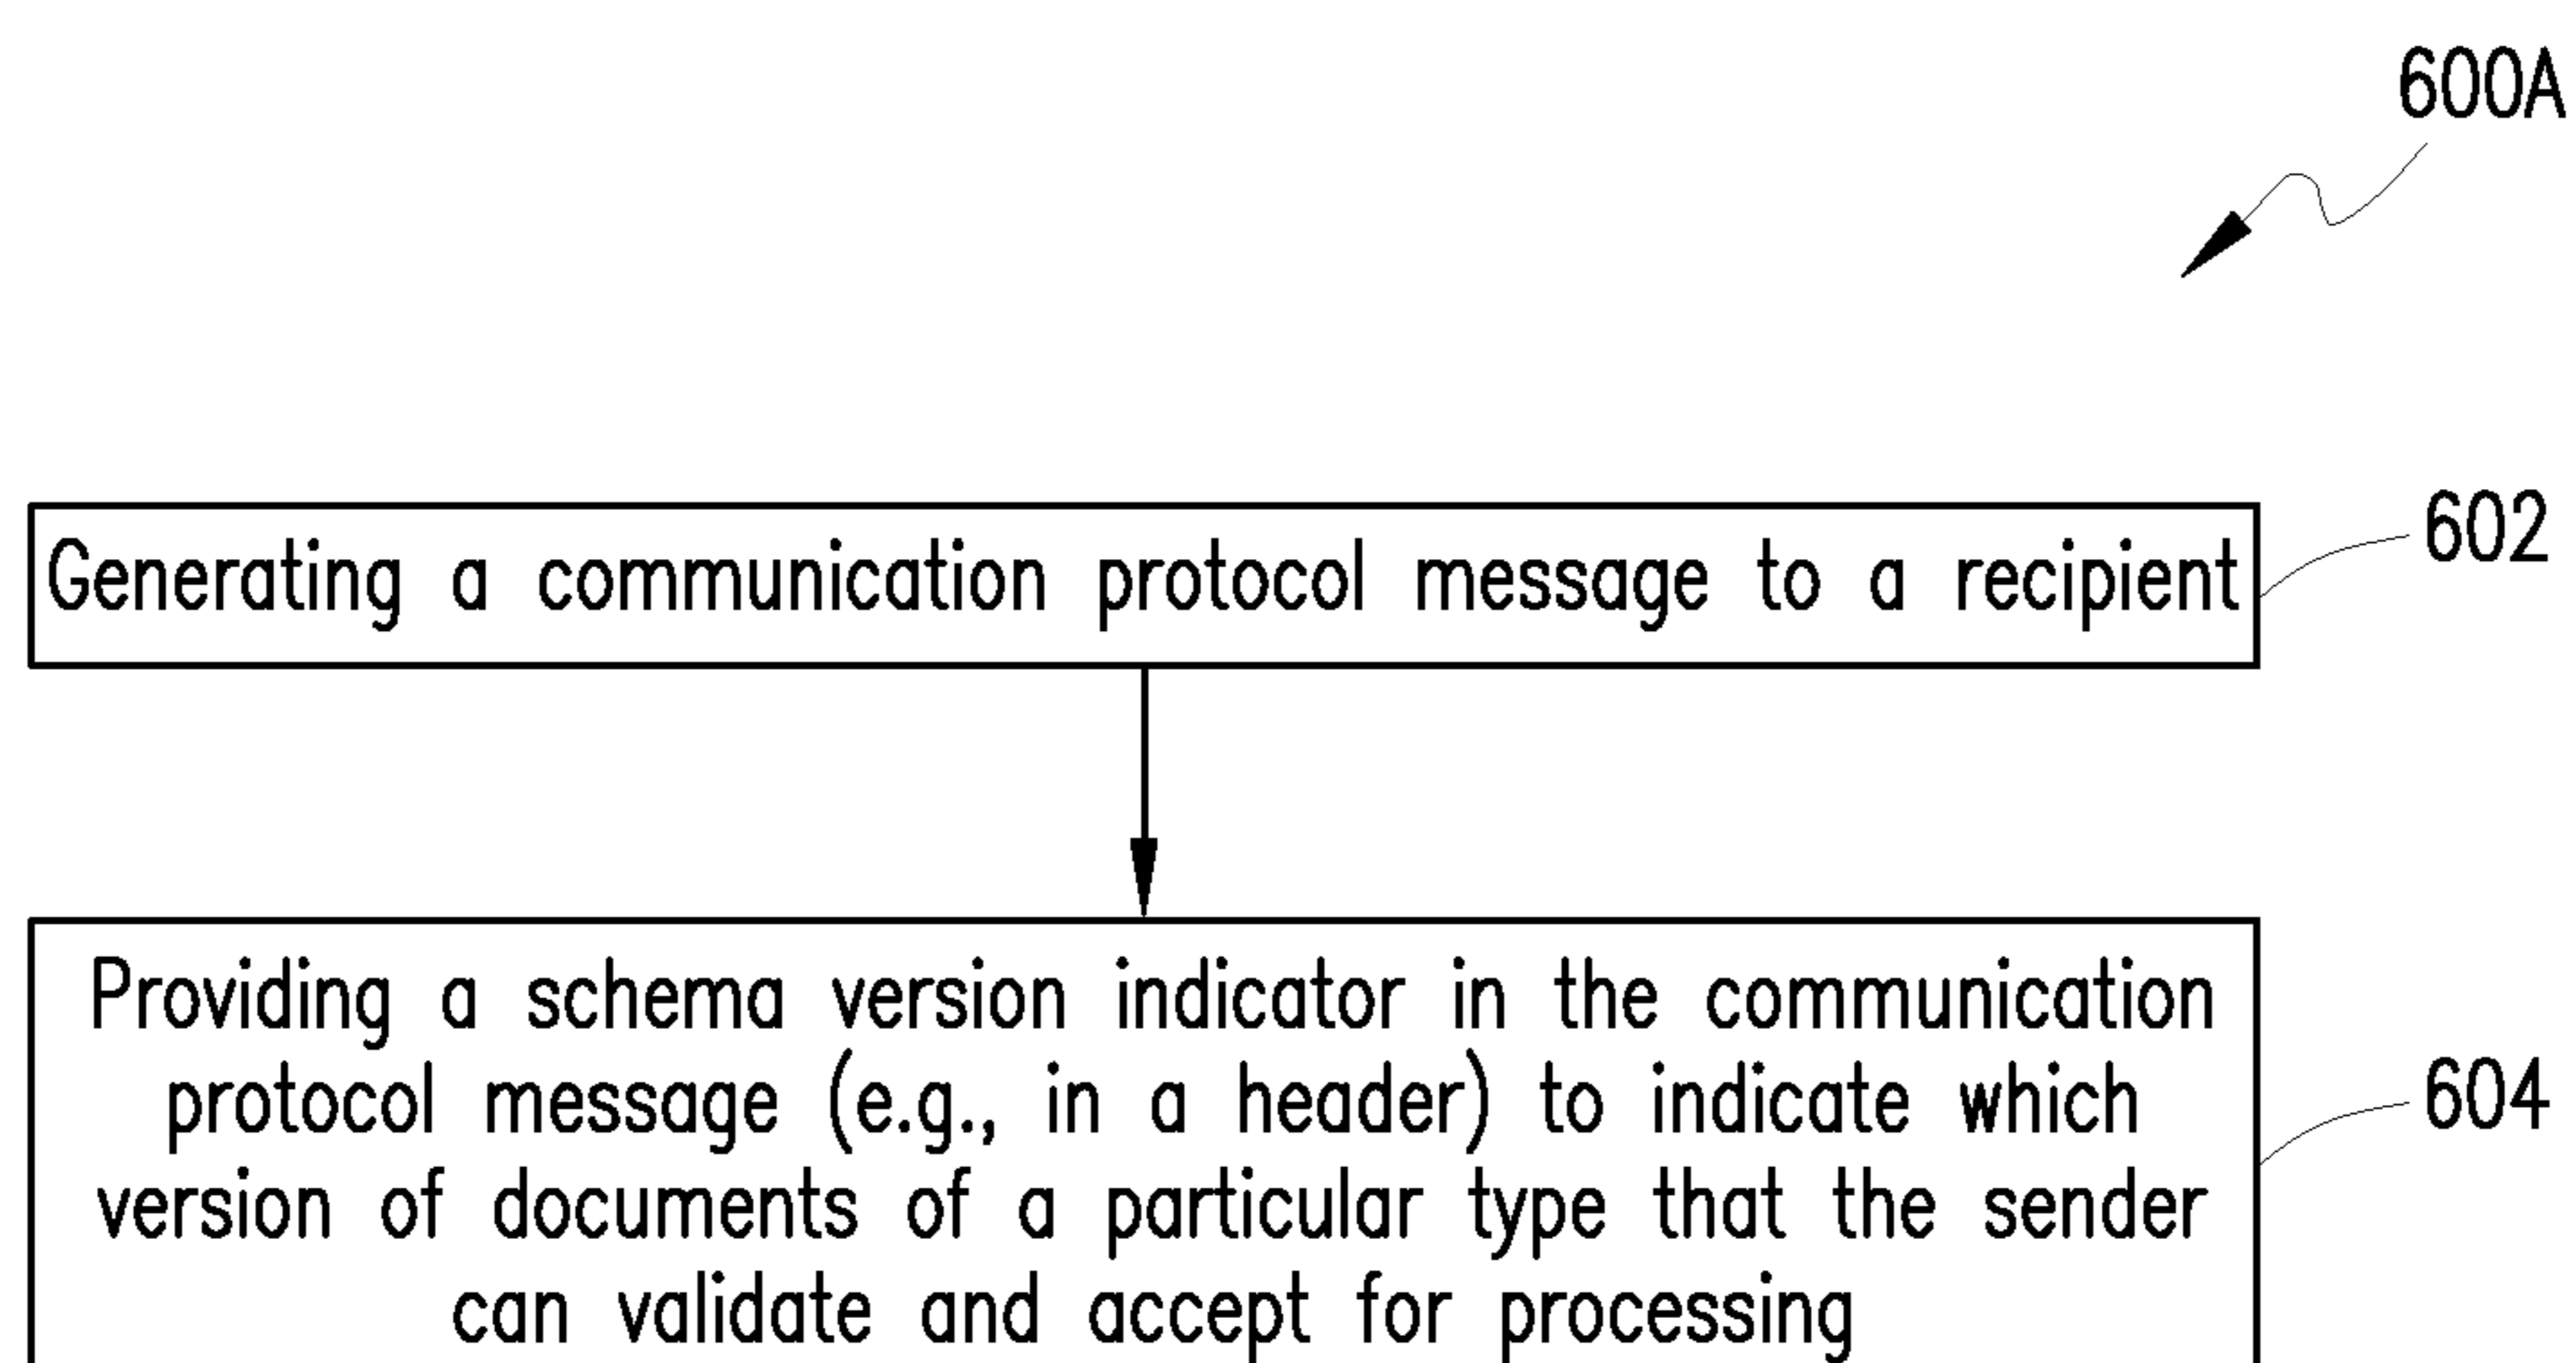 600A
Generating a communication protocol message to a recipient
602
Providing a schema version indicator in the communication
protocol message (e.g., in a header) to indicate which
version of documents of a particular type that the sender
can validate and accept for processing
604